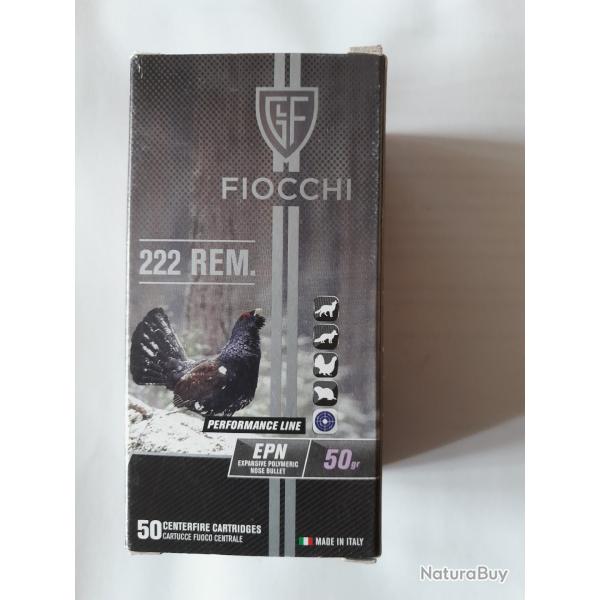 GFL
FIOCCHI
222 REM.
PERFORMANCE LINE
EPN
EXPANSIVE POLYMERIC
NOSE BULLET
50gr
50 CENTERFIRE CARTRIDGES
CARTUCCE FUOCO CENTRALE
MADE IN ITALY
NaturaBuy